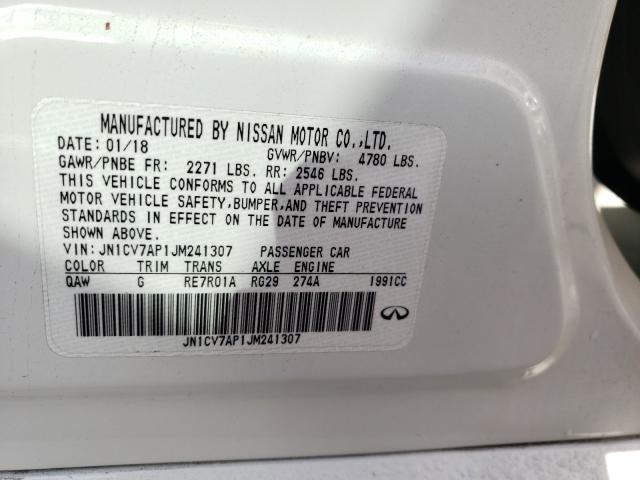 MANUFACTURED BY NISSAN MOTOR CO.,LTD.
DATE: 01/18 GVWR/PNBV: 4780 LBS.
GAWR/PNBE FR: 2271 LBS. RR: 2546 LBS.
THIS VEHICLE CONFORMS TO ALL APPLICABLE FEDERAL
MOTOR VEHICLE SAFETY,BUMPER,AND THEFT PREVENTION
STANDARDS IN EFFECT ON THE DATE OF MANUFACTURE
SHOWN ABOVE.
VIN: JN1CV7AP1JM241307 PASSENGER CAR
COLOR TRIM TRANS AXLE ENGINE
QAW G RE7R01A RG29 274A 1991CC
JN1CV7AP1JM241307